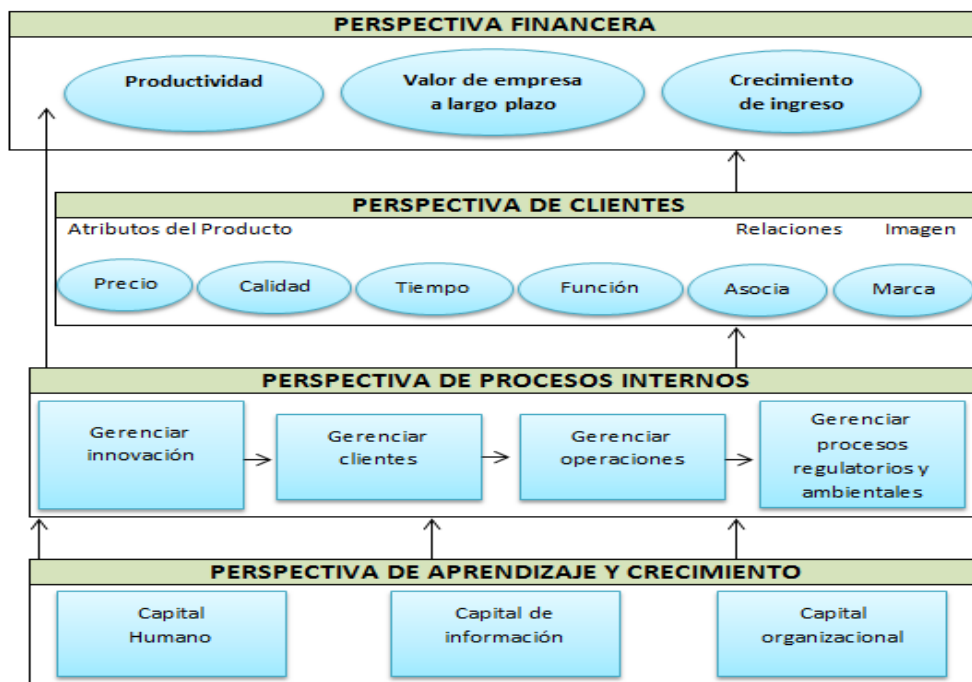 PERSPECTIVA FINANCERA
Productividad
Valor de empresa
a largo plazo
Crecimiento
de ingreso
PERSPECTIVA DE CLIENTES
Atributos del Producto
Relaciones
Imagen
Precio
Calidad
Tiempo
Función
Asocia
Marca
PERSPECTIVA DE PROCESOS INTERNOS
Gerenciar
innovación
Gerenciar
clientes
Gerenciar
operaciones
Gerenciar
procesos
regulatorios y
ambientales
PERSPECTIVA DE APRENDIZAJE Y CRECIMIENTO
Capital
Humano
Capital de
información
Capital
organizacional